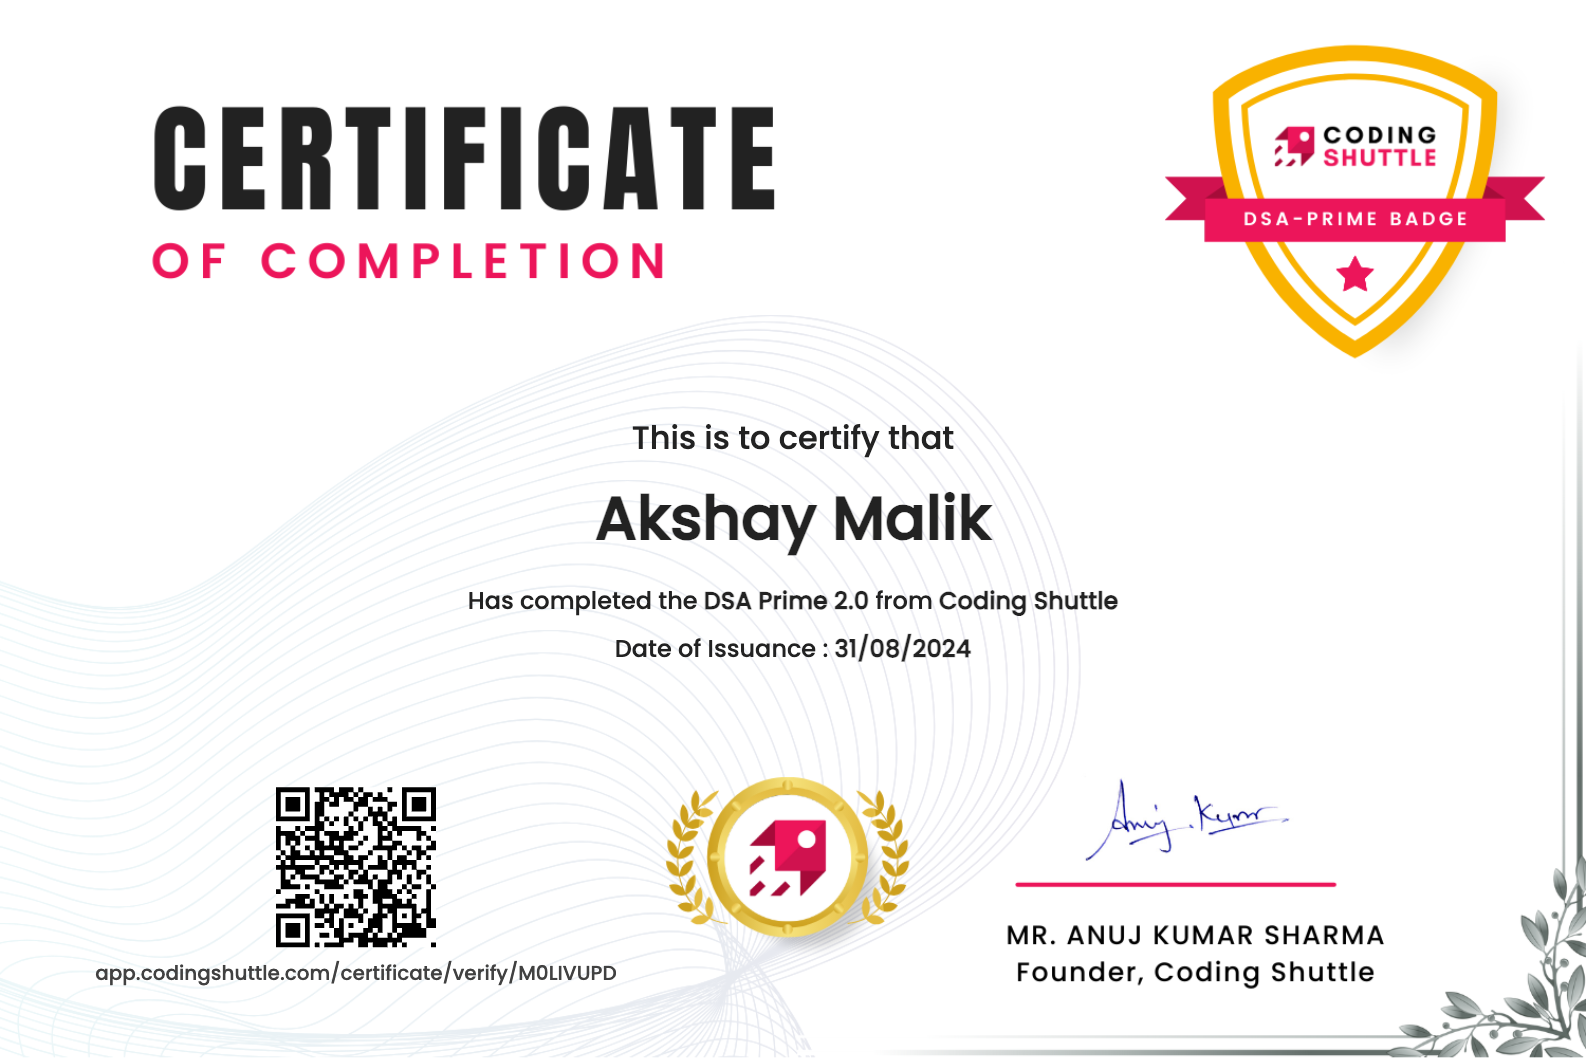 CERTIFICATE
OF COMPLETION
CODING
SHUTTLE
DSA-PRIME BADGE
This is to certify that
Akshay Malik
Has completed the DSA Prime 2.0 from Coding Shuttle
Date of Issuance : 31/08/2024
Anuj.Kumar
app.codingshuttle.com/certificate/verify/M0LIVUPD
MR. ANUJ KUMAR SHARMA
Founder, Coding Shuttle